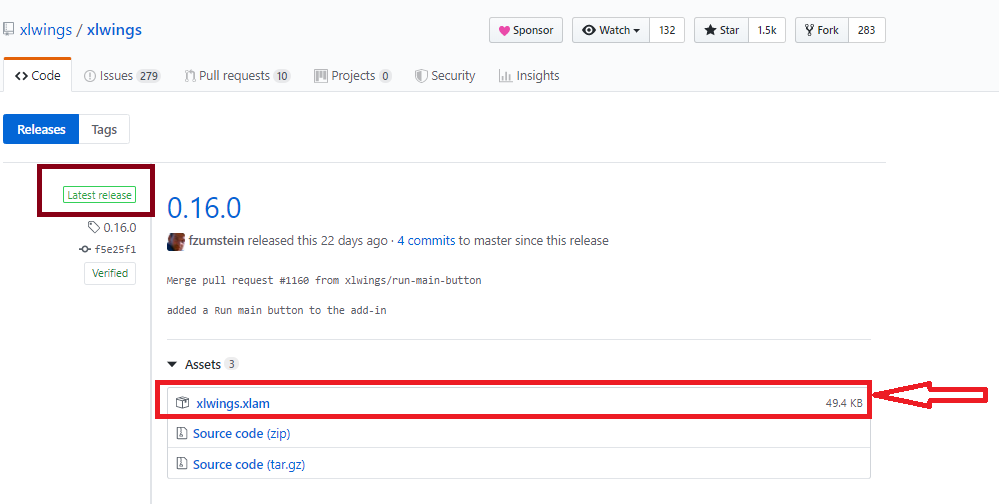 xlwings / xlwings
Sponsor Watch 132 Star 1.5k Fork 283
Code Issues 279 Pull requests 10 Projects 0 Security Insights
Releases Tags
Latest release
0.16.0
f5e25f1
Verified
0.16.0
fzumstein released this 22 days ago · 4 commits to master since this release
Merge pull request #1160 from xlwings/run-main-button
added a Run main button to the add-in
Assets 3
xlwings.xlam 49.4 KB
Source code (zip)
Source code (tar.gz)